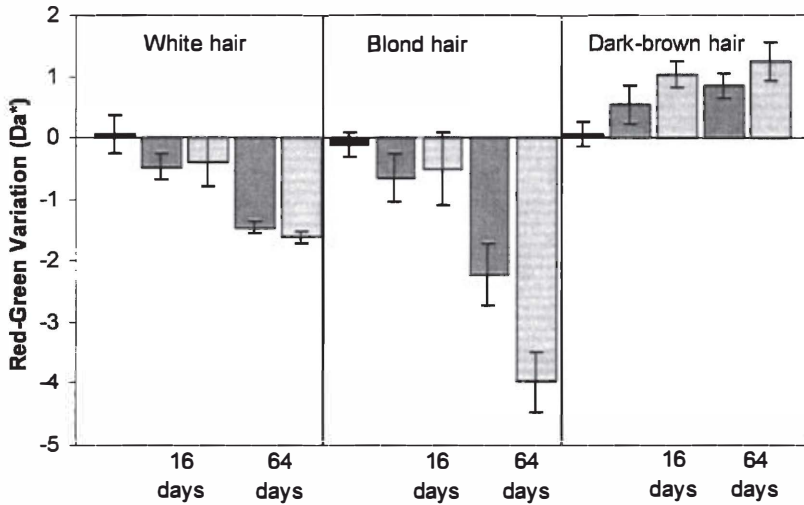 Red-Green Variation (Da*)
2
1
0
-1
-2
-3
-4
-5
White hair
Blond hair
Dark-brown hair
16 days
64 days
16 days
64 days
16 days
64 days